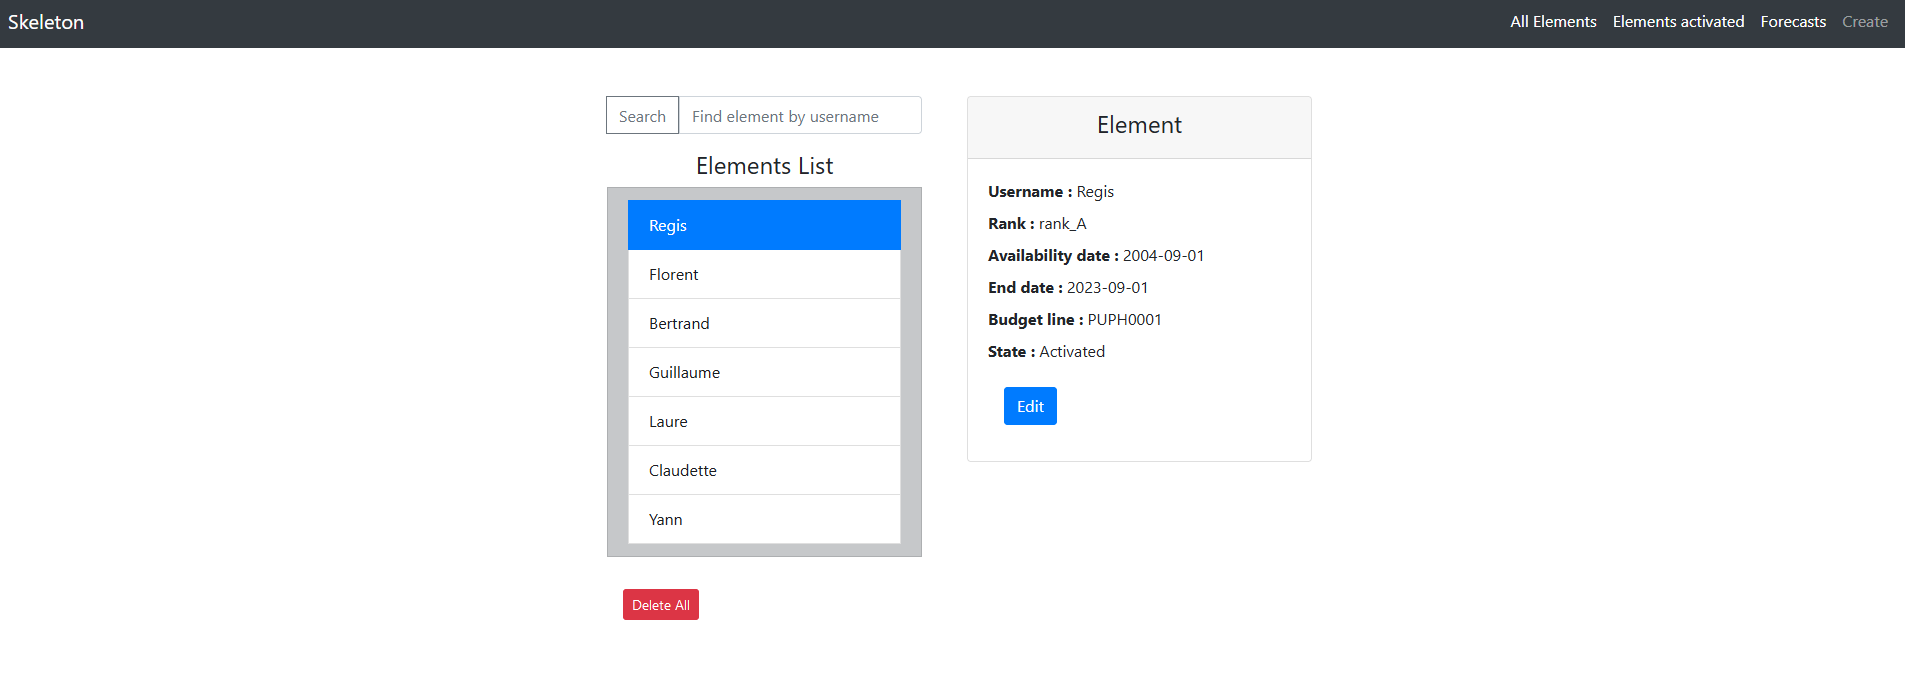 Skeleton
All Elements Elements activated Forecasts Create
Search Find element by username
Elements List
Regis
Florent
Bertrand
Guillaume
Laure
Claudette
Yann
Delete All
Element
Username : Regis
Rank : rank_A
Availability date : 2004-09-01
End date : 2023-09-01
Budget line : PUPH0001
State : Activated
Edit